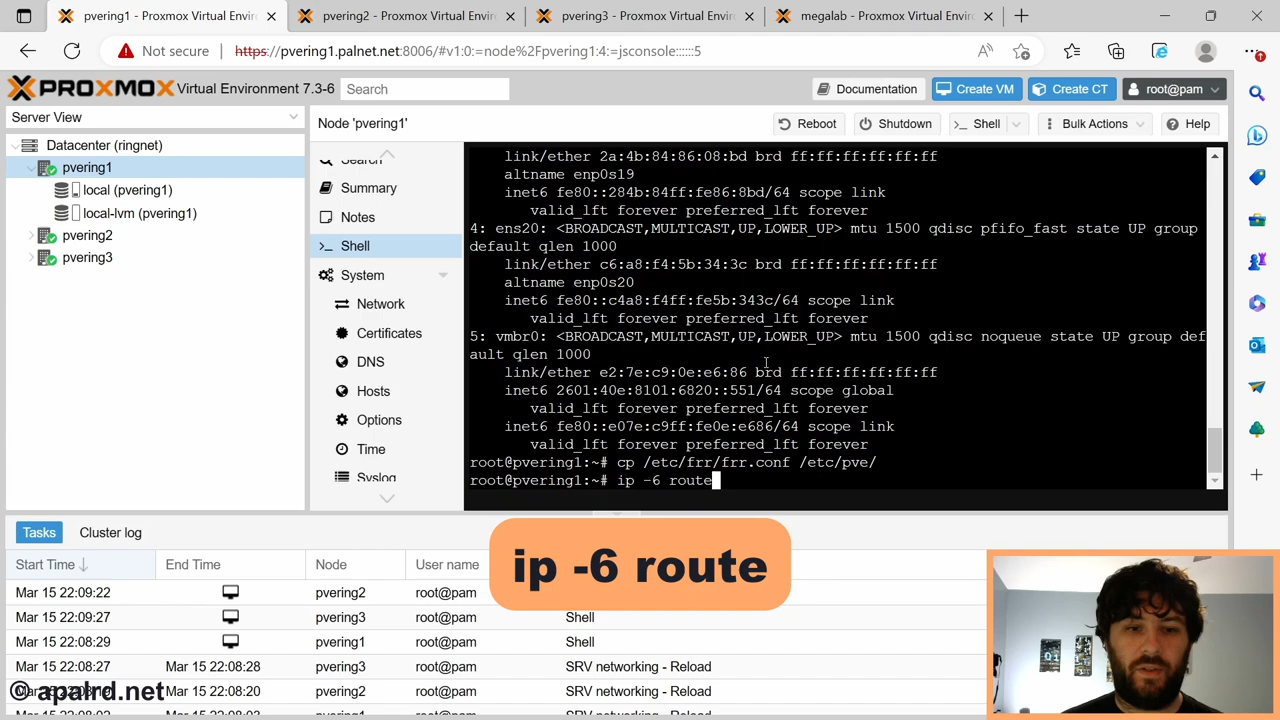 pvering1 - Proxmox Virtual Enviro
pvering2 - Proxmox Virtual Enviro
pvering3 - Proxmox Virtual Enviro
megalab - Proxmox Virtual Enviro
Not secure
https://pvering1.palnet.net:8006/#v1:0:=node%2Fpvering1:4:=jsconsole::::::5
PROXMOX Virtual Environment 7.3-6
Search
Documentation
Create VM
Create CT
root@pam
Server View
Node 'pvering1'
Reboot
Shutdown
Shell
Bulk Actions
Help
Datacenter (ringnet)
pvering1
local (pvering1)
local-lvm (pvering1)
pvering2
pvering3
Search
Summary
Notes
Shell
System
Network
Certificates
DNS
Hosts
Options
Time
Syslog
link/ether 2a:4b:84:86:08:bd brd ff:ff:ff:ff:ff:ff
altname enp0s19
inet6 fe80::284b:84ff:fe86:8bd/64 scope link
valid_lft forever preferred_lft forever
4: ens20: <BROADCAST,MULTICAST,UP,LOWER_UP> mtu 1500 qdisc pfifo_fast state UP group
default qlen 1000
link/ether c6:a8:f4:5b:34:3c brd ff:ff:ff:ff:ff:ff
altname enp0s20
inet6 fe80::c4a8:f4ff:fe5b:343c/64 scope link
valid_lft forever preferred_lft forever
5: vmbr0: <BROADCAST,MULTICAST,UP,LOWER_UP> mtu 1500 qdisc noqueue state UP group def
ault qlen 1000
link/ether e2:7e:c9:0e:e6:86 brd ff:ff:ff:ff:ff:ff
inet6 2601:40e:8101:6820::551/64 scope global
valid_lft forever preferred_lft forever
inet6 fe80::e07e:c9ff:fe0e:e686/64 scope link
valid_lft forever preferred_lft forever
root@pvering1:~# cp /etc/frr/frr.conf /etc/pve/
root@pvering1:~# ip -6 route
Tasks
Cluster log
Start Time
End Time
Node
User name
Mar 15 22:09:22 pvering2 root@pam
Mar 15 22:09:17 pvering3 root@pam Shell
Mar 15 22:08:29 pvering1 root@pam Shell
Mar 15 22:08:27 Mar 15 22:08:28 pvering3 root@pam SRV networking - Reload
Mar 15 22:08:20 pvering2 root@pam SRV networking - Reload
ip -6 route
© apalrd.net